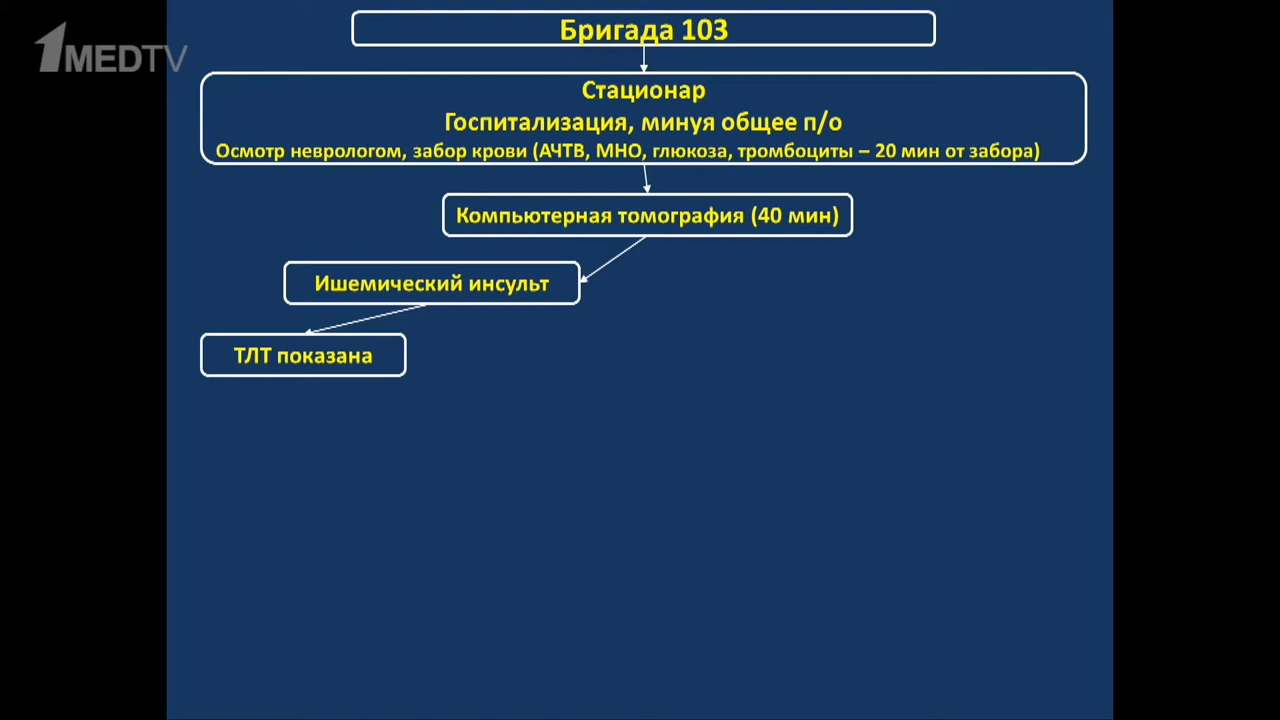 1MEDTV
Бригада 103
Стационар
Госпитализация, минуя общее п/о
Осмотр неврологом, забор крови (АЧТВ, МНО, глюкоза, тромбоциты – 20 мин от забора)
Компьютерная томография (40 мин)
Ишемический инсульт
ТЛТ показана